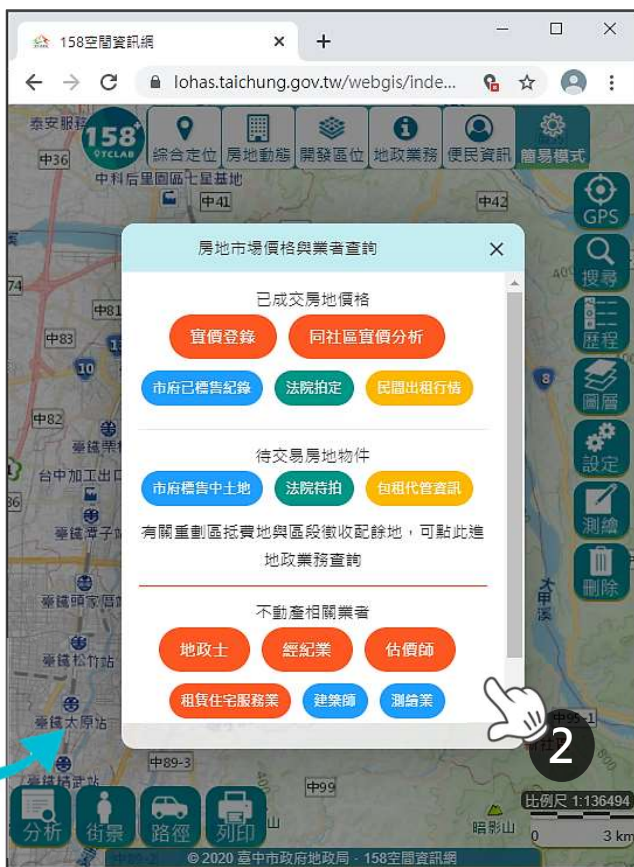 158空間資訊網
lohas.taichung.gov.tw/webgis/inde...
泰安服務
158
TCLAB
綜合定位 房地動態 開發區位 地政業務 便民資訊 簡易模式
中36
中科后里園區七星基地
中41
中42
GPS
房地市場價格與業者查詢
搜尋
74
已成交房地價格
中81
實價登錄 同社區實價分析
中83
歷程
10
市府已標售紀錄 法院拍定 民間出租行情
8
圖層
中82
臺鐵栗林
待交易房地物件
設定
台中加工出口
市府標售中土地 法院待拍 包租代管資訊
36
臺鐵潭子站
有關重劃區抵費地與區段徵收配餘地,可點此進
地政業務查詢
測繪
刪除
臺鐵頭家厝站
大甲溪
不動產相關業者
地政士 經紀業 估價師
臺鐵松竹站
租賃住宅服務業 建築師 測繪業
臺鐵太原站
中95-1
2
中89-3
臺鐵精武站
中99
比例尺 1:136494
分析 街景 路徑 列印
暗影山
0 3 km
© 2020 臺中市政府地政局 - 158空間資訊網